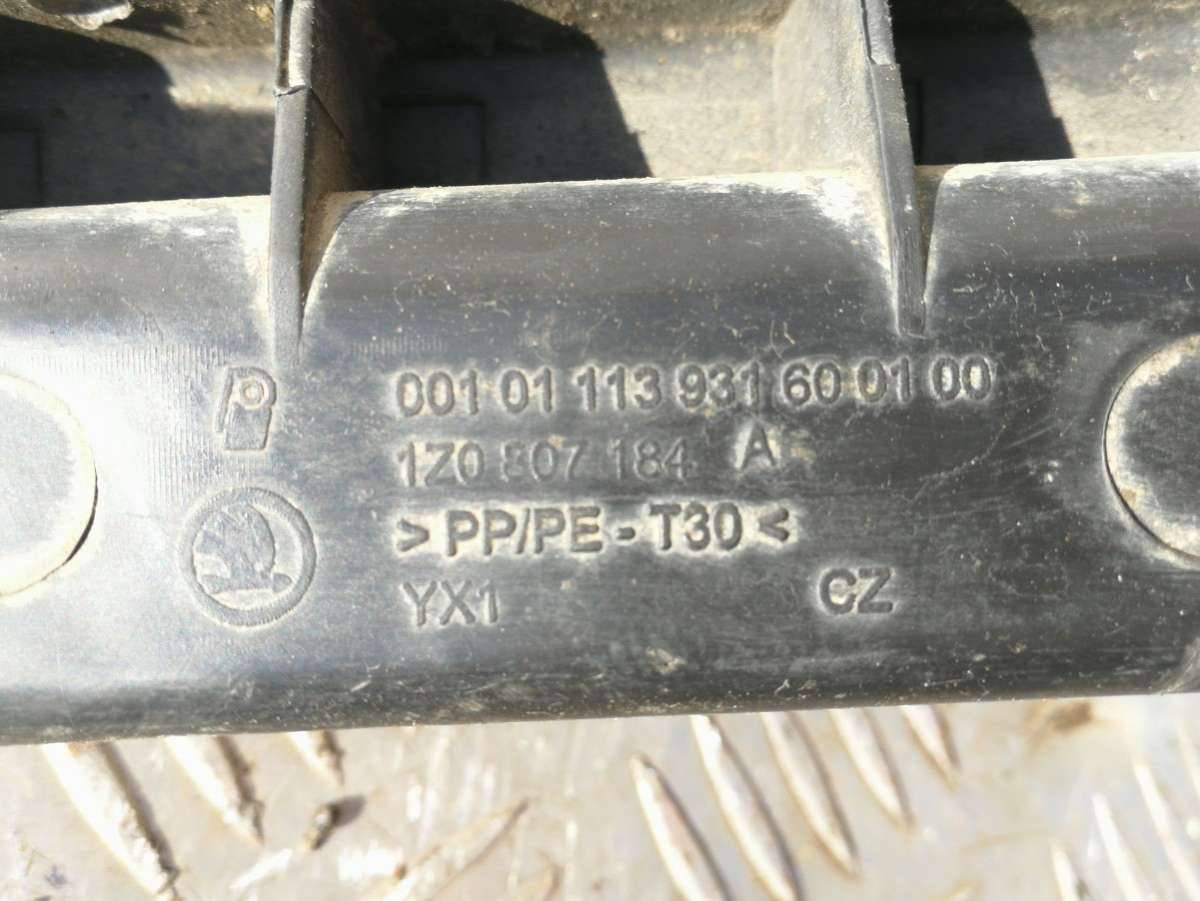 001 01 113 931 60 01 00
1Z0 807 184 A
>PP/PE-T30<
YX1 CZ